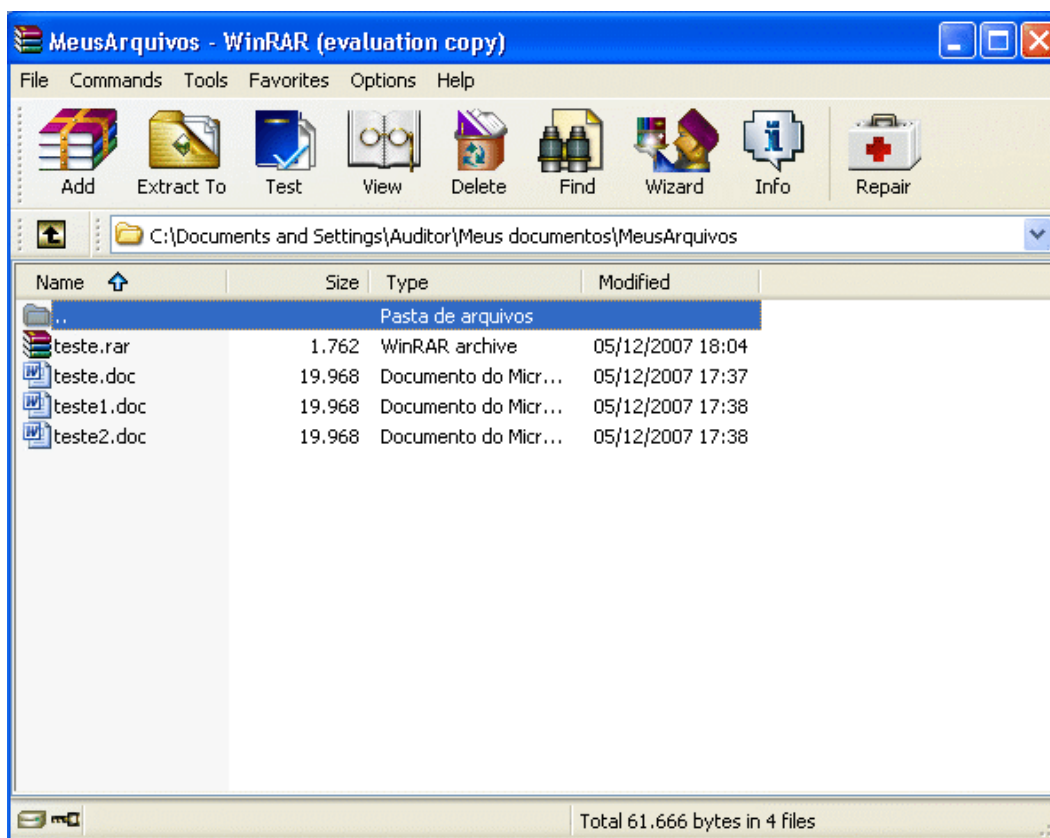 MeusArquivos - WinRAR (evaluation copy)
File Commands Tools Favorites Options Help
Add Extract To Test View Delete Find Wizard Info Repair
C:\Documents and Settings\Auditor\Meus documentos\MeusArquivos
Name Size Type Modified
.. Pasta de arquivos
teste.rar 1.762 WinRAR archive 05/12/2007 18:04
teste.doc 19.968 Documento do Micr... 05/12/2007 17:37
teste1.doc 19.968 Documento do Micr... 05/12/2007 17:38
teste2.doc 19.968 Documento do Micr... 05/12/2007 17:38
Total 61.666 bytes in 4 files